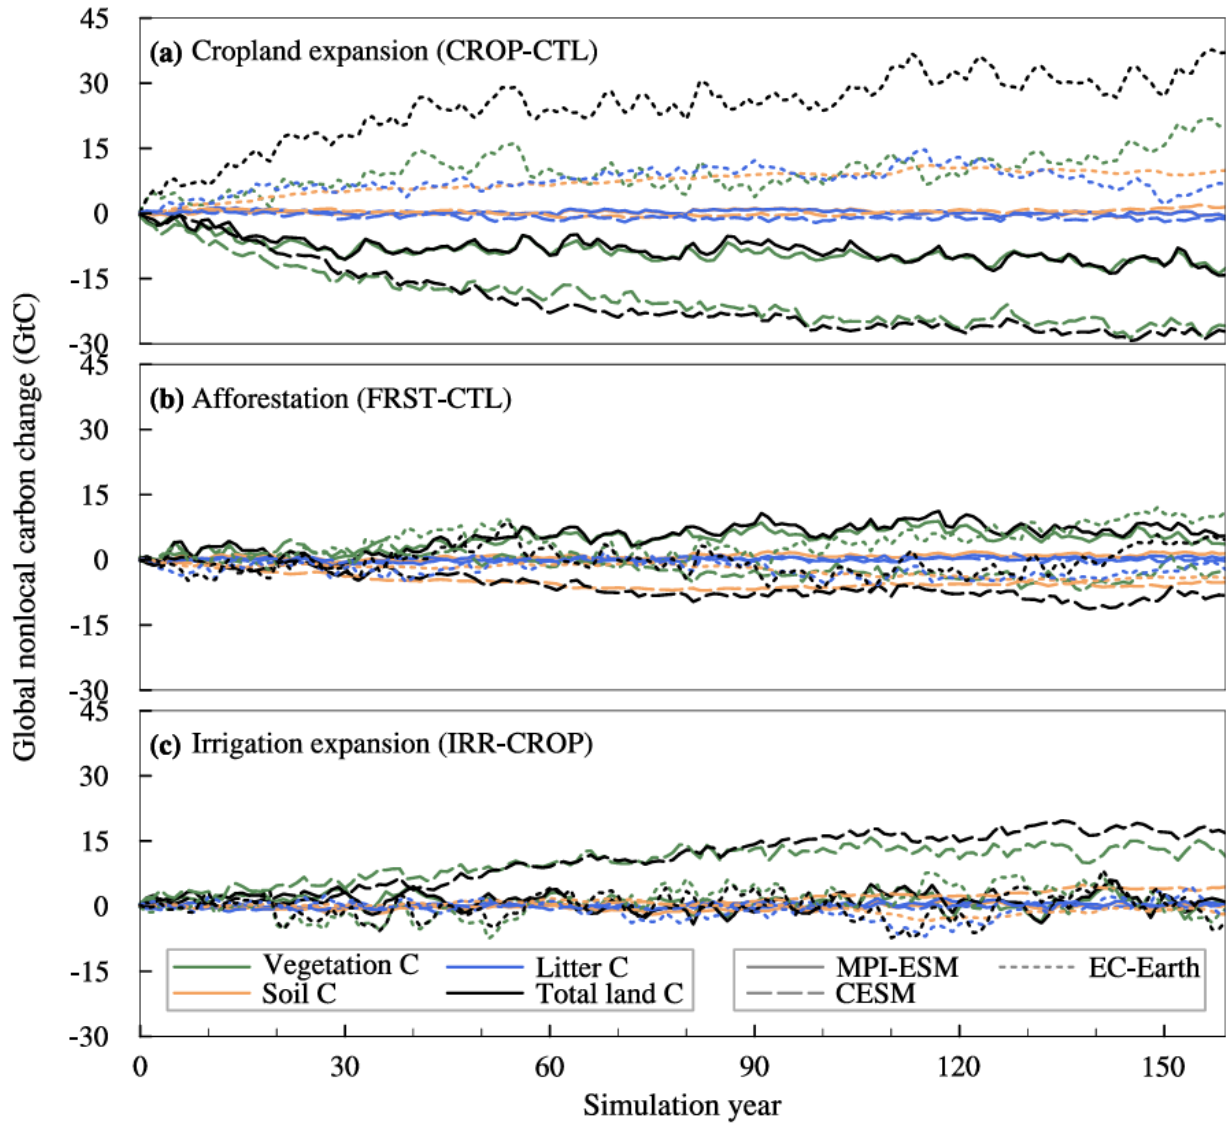 45
(a) Cropland expansion (CROP-CTL)
30
15
0
-15
-30
45
(b) Afforestation (FRST-CTL)
30
15
0
-15
-30
45
(c) Irrigation expansion (IRR-CROP)
30
15
0
-15
-30
Global nonlocal carbon change (GtC)
Vegetation C Litter C MPI-ESM EC-Earth
Soil C Total land C CESM
0 30 60 90 120 150
Simulation year